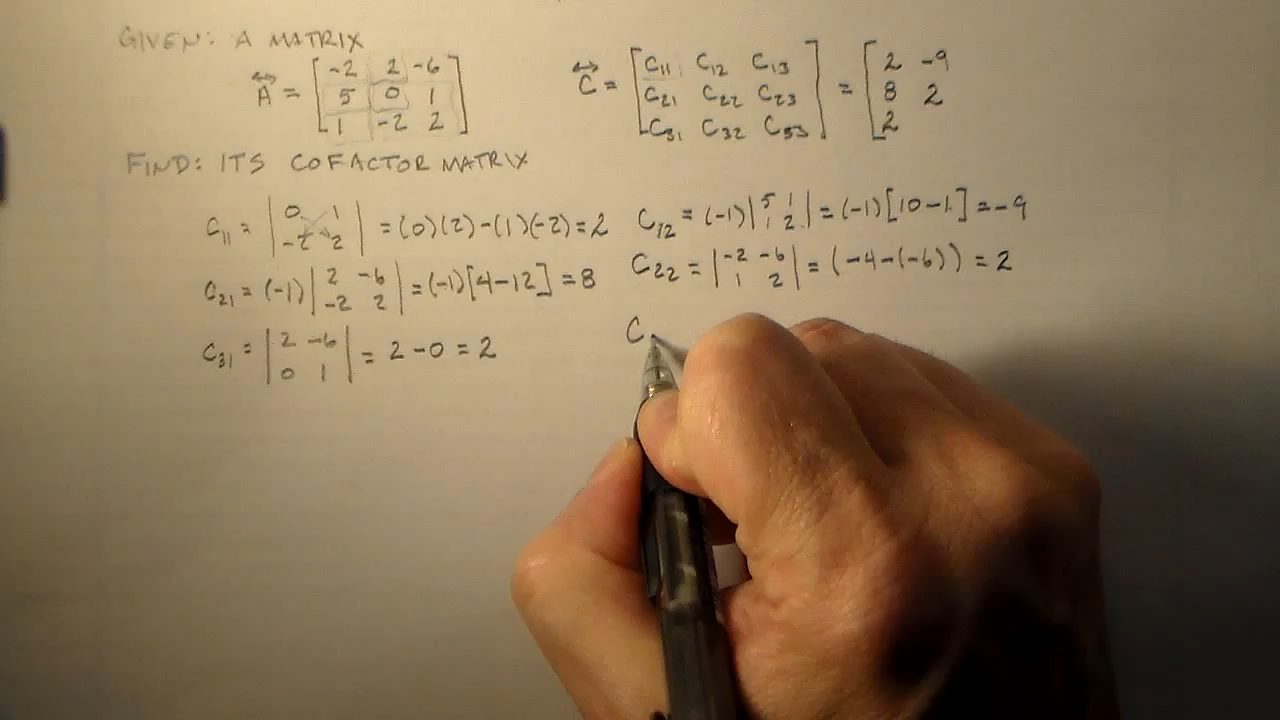 GIVEN: A MATRIX
A = [ -2 2 -6
5 0 1
1 -2 2 ]
C = [ C11 C12 C13
C21 C22 C23
C31 C32 C33 ] = [ 2 -9
8 2
2
FIND: ITS COFACTOR MATRIX
C11 = | 0 1
-2 2 | = (0)(2)-(1)(-2)=2
C12 = (-1)| 5 1
1 2 | = (-1)[10-1] = -9
C21 = (-1)| 2 -6
-2 2 | = (-1)[4-12] = 8
C22 = | -2 -6
1 2 | = (-4-(-6)) = 2
C31 = | 2 -6
0 1 | = 2-0 = 2
C